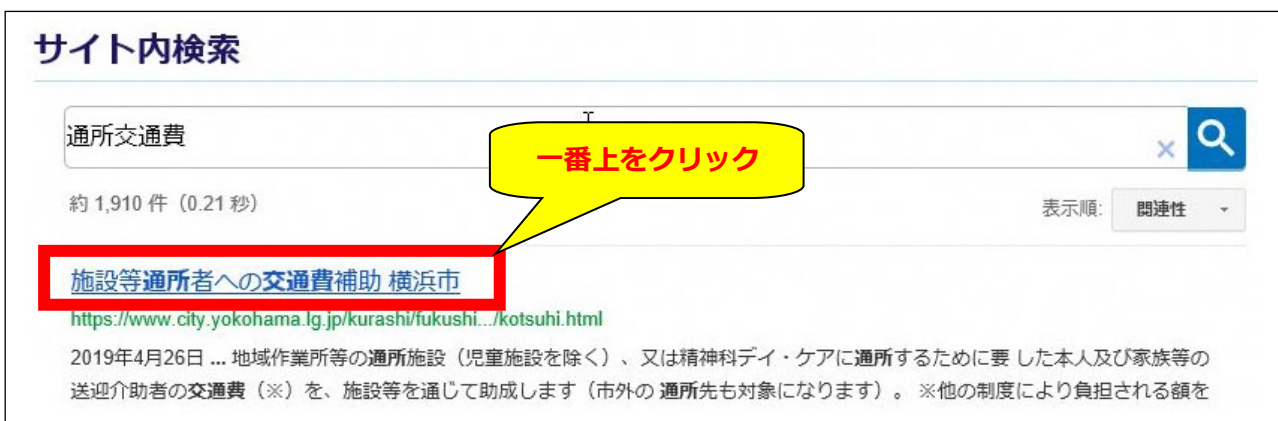 サイト内検索
通所交通費
一番上をクリック
約 1,910 件（0.21 秒）
表示順: 関連性
施設等通所者への交通費補助 横浜市
https://www.city.yokohama.lg.jp/kurashi/fukushi.../kotsuhi.html
2019年4月26日 ... 地域作業所等の通所施設（児童施設を除く）、又は精神科デイ・ケアに通所するために要 した本人及び家族等の
送迎介助者の交通費（※）を、施設等を通じて助成します（市外の 通所先も対象になります）。 ※他の制度により負担される額を